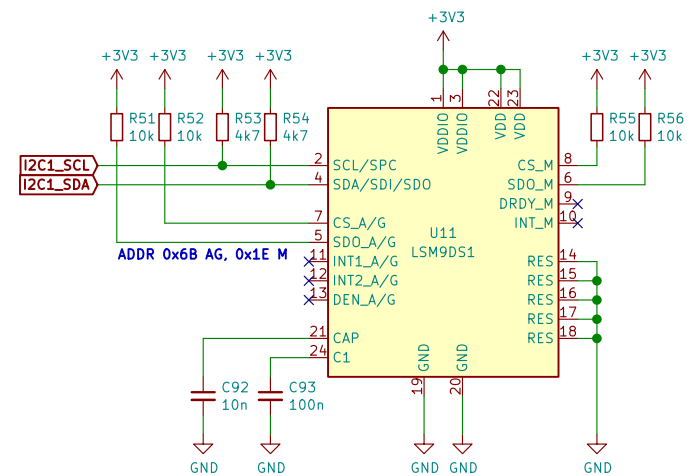 +3V3
+3V3 +3V3 +3V3 +3V3 +3V3 +3V3
R51 10k
R52 10k
R53 4k7
R54 4k7
R55 10k
R56 10k
1 VDDIO
3 VDDIO
22 VDD
23 VDD
I2C1_SCL
I2C1_SDA
2 SCL/SPC
4 SDA/SDI/SDO
7 CS_A/G
5 SDO_A/G
ADDR 0x6B AG, 0x1E M
11 INT1_A/G
12 INT2_A/G
13 DEN_A/G
21 CAP
24 C1
U11
LSM9DS1
CS_M 8
SDO_M 6
DRDY_M 9
INT_M 10
RES 14
RES 15
RES 16
RES 17
RES 18
GND 19
GND 20
C92
10n
C93
100n
GND GND GND GND GND